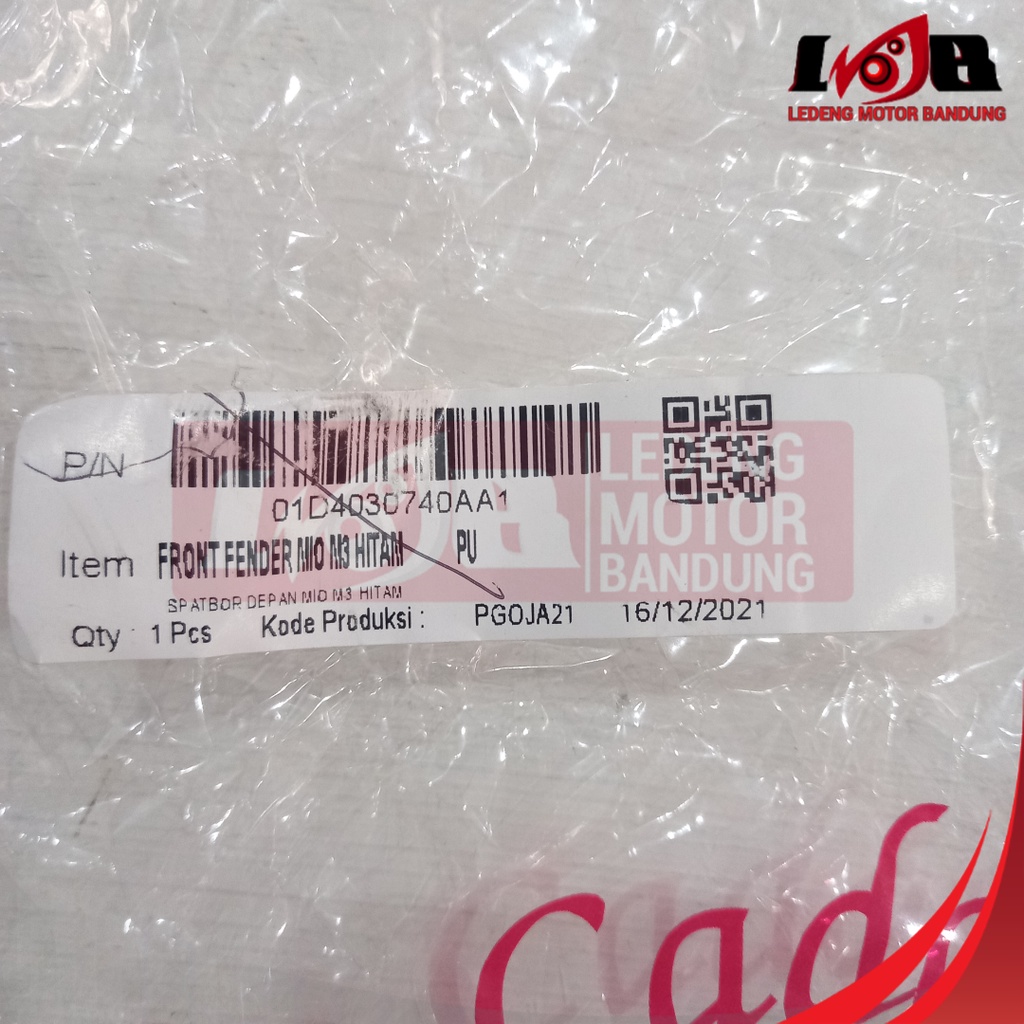 LMB
LEDENG MOTOR BANDUNG
P/N
01D4030740AA1
Item FRONT FENDER MIO M3 HITAM PU
SPATBOR DEPAN MIO M3 HITAM
Qty : 1 Pcs Kode Produksi : PGOJA21 16/12/2021
LEDENG
MOTOR
BANDUNG